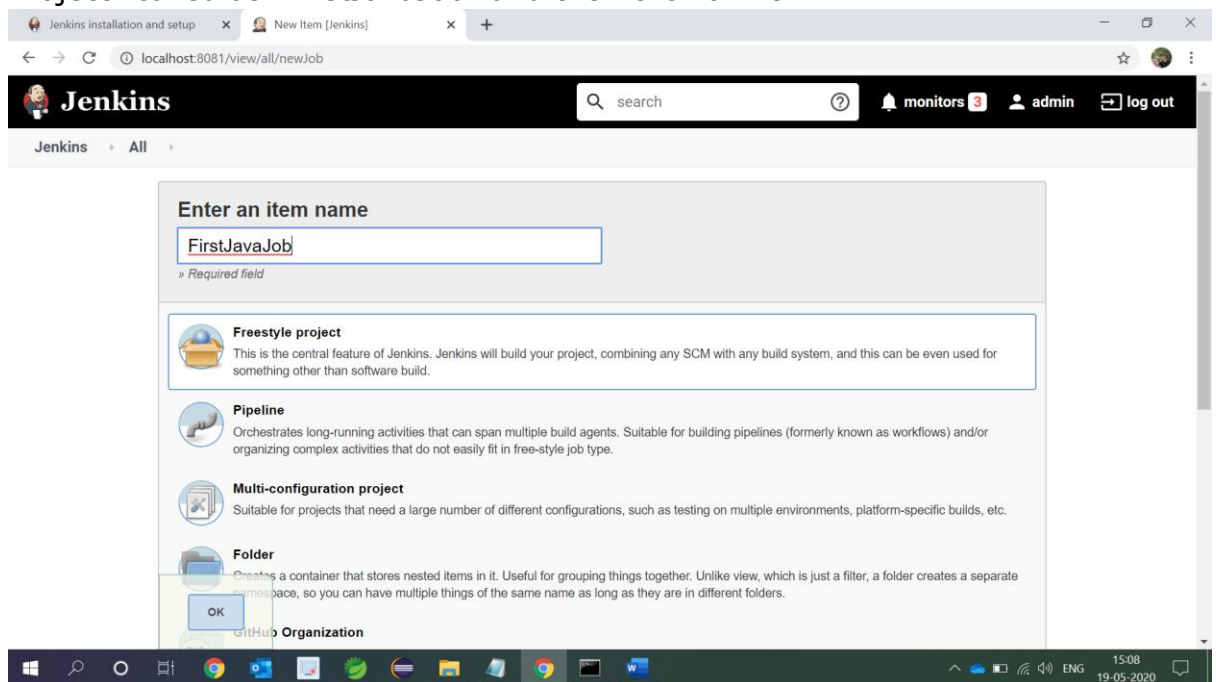 Jenkins installation and setup
New Item [Jenkins]
localhost:8081/view/all/newJob
Jenkins
search
monitors 3
admin
log out
Jenkins
All
Enter an item name
FirstJavaJob
» Required field
Freestyle project
This is the central feature of Jenkins. Jenkins will build your project, combining any SCM with any build system, and this can be even used for
something other than software build.
Pipeline
Orchestrates long-running activities that can span multiple build agents. Suitable for building pipelines (formerly known as workflows) and/or
organizing complex activities that do not easily fit in free-style job type.
Multi-configuration project
Suitable for projects that need a large number of different configurations, such as testing on multiple environments, platform-specific builds, etc.
Folder
Creates a container that stores nested items in it. Useful for grouping things together. Unlike view, which is just a filter, a folder creates a separate
namespace, so you can have multiple things of the same name as long as they are in different folders.
OK
GitHub Organization
ENG
15:08
19-05-2020